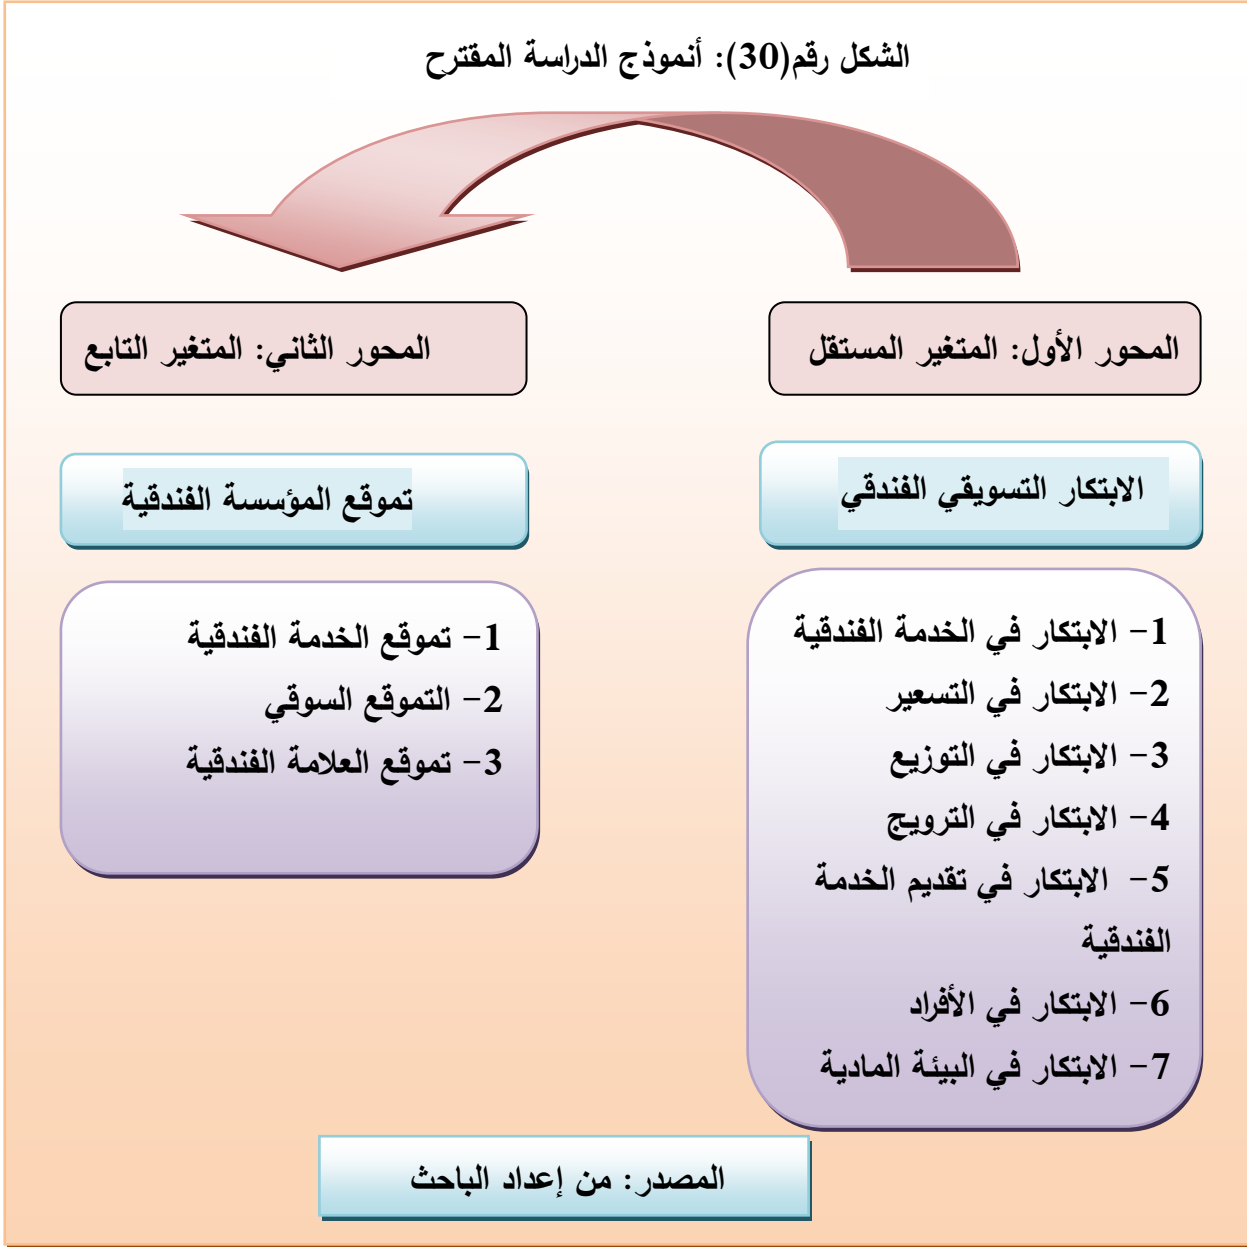 الشكل رقم(30): أنموذج الدراسة المقترح
المحور الأول: المتغير المستقل
المحور الثاني: المتغير التابع
الابتكار التسويقي الفندقي
تموقع المؤسسة الفندقية
1- الابتكار في الخدمة الفندقية
2- الابتكار في التسعير
3- الابتكار في التوزيع
4- الابتكار في الترويج
5- الابتكار في تقديم الخدمة
الفندقية
6- الابتكار في الأفراد
7- الابتكار في البيئة المادية
1- تموقع الخدمة الفندقية
2- التموقع السوقي
3- تموقع العلامة الفندقية
المصدر: من إعداد الباحث